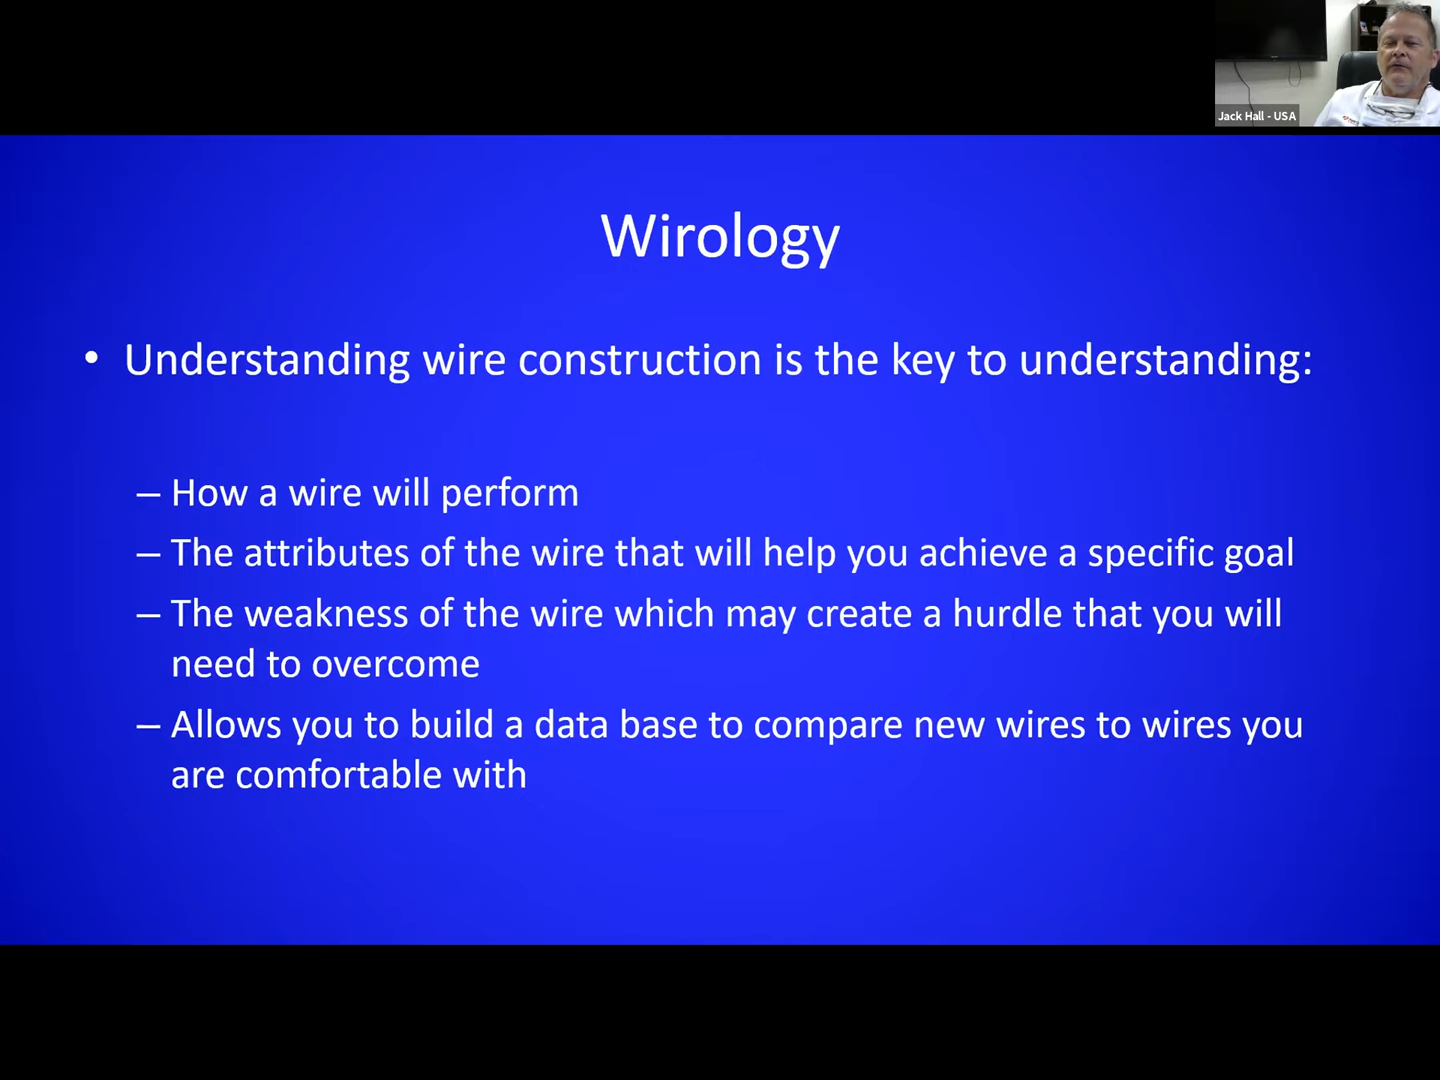 Jack Hall - USA
Wirology
• Understanding wire construction is the key to understanding:
– How a wire will perform
– The attributes of the wire that will help you achieve a specific goal
– The weakness of the wire which may create a hurdle that you will
need to overcome
– Allows you to build a data base to compare new wires to wires you
are comfortable with